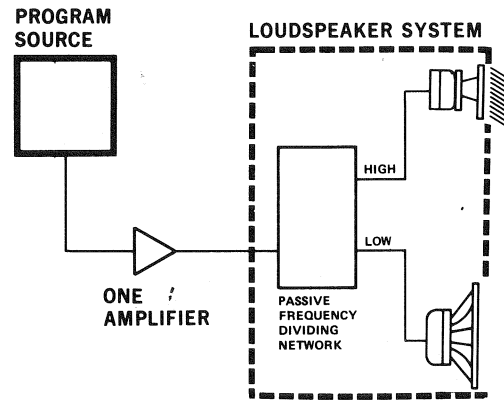 PROGRAM
SOURCE
LOUDSPEAKER SYSTEM
HIGH
LOW
ONE
AMPLIFIER
PASSIVE
FREQUENCY
DIVIDING
NETWORK